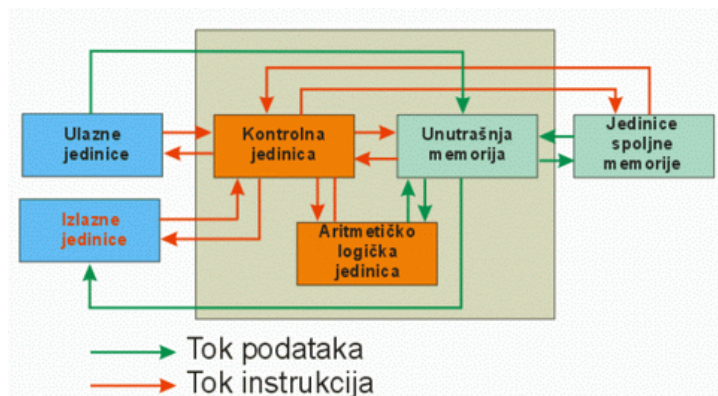 Ulazne
jedinice
Kontrolna
jedinica
Unutrašnja
memorija
Jedinice
spoljne
memorije
Izlazne
jedinice
Aritmetičko
logička
jedinica
Tok podataka
Tok instrukcija